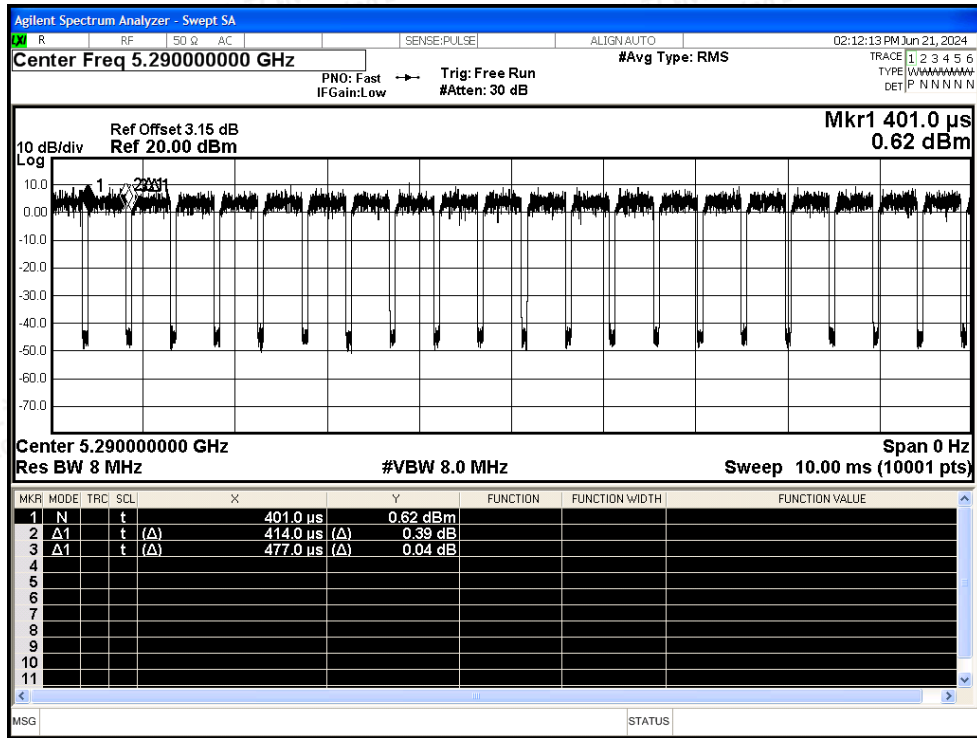 Agilent Spectrum Analyzer - Swept SA
LXI R RF 50 Ω AC SENSE:PULSE ALIGN AUTO 02:12:13 PM Jun 21, 2024
Center Freq 5.290000000 GHz
PNO: Fast
IFGain:Low
Trig: Free Run
#Atten: 30 dB
#Avg Type: RMS
TRACE 1 2 3 4 5 6
TYPE WWWWWW
DET P N N N N N
Mkr1 401.0 µs
0.62 dBm
Ref Offset 3.15 dB
10 dB/div Ref 20.00 dBm
Log
10.0
0.00
-10.0
-20.0
-30.0
-40.0
-50.0
-60.0
-70.0
1
Center 5.290000000 GHz Span 0 Hz
Res BW 8 MHz #VBW 8.0 MHz Sweep 10.00 ms (10001 pts)
MKR MODE TRC SCL X Y FUNCTION FUNCTION WIDTH FUNCTION VALUE
1 N t 401.0 µs 0.62 dBm
2 Δ1 t (Δ) 414.0 µs (Δ) 0.39 dB
3 Δ1 t (Δ) 477.0 µs (Δ) 0.04 dB
4
5
6
7
8
9
10
11
MSG STATUS